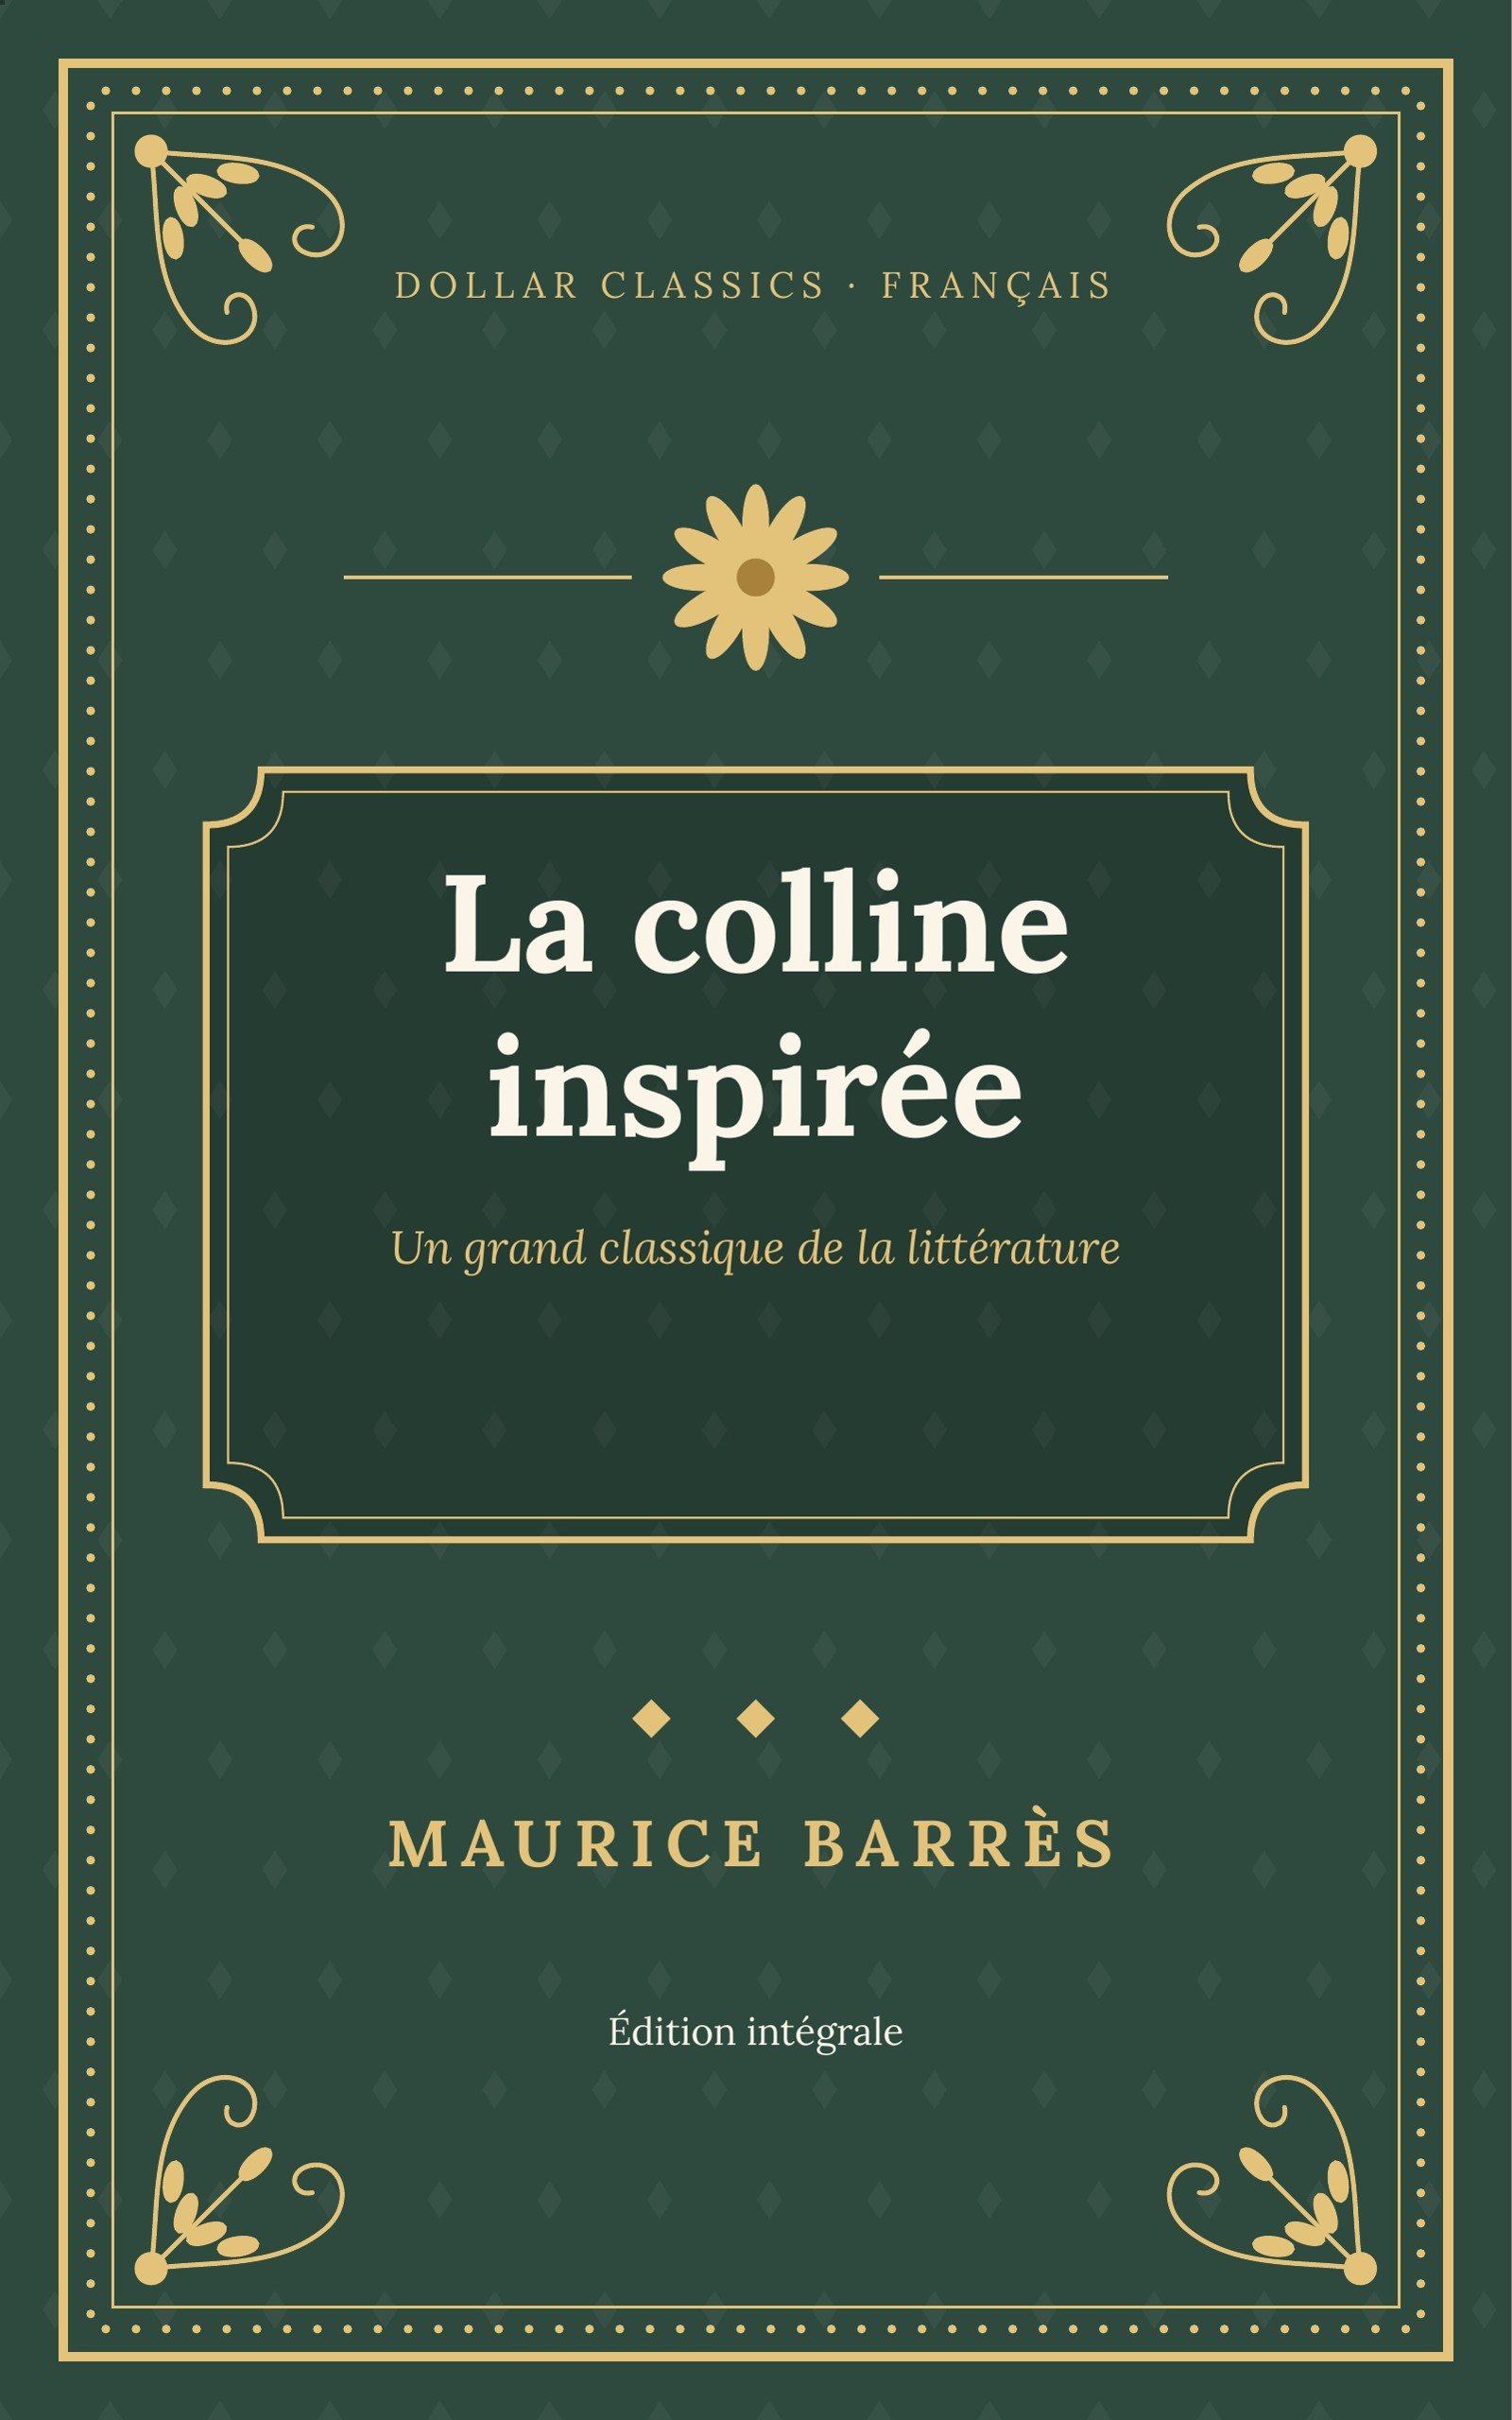 DOLLAR CLASSICS · FRANÇAIS
La colline
inspirée
Un grand classique de la littérature
MAURICE BARRÈS
Édition intégrale